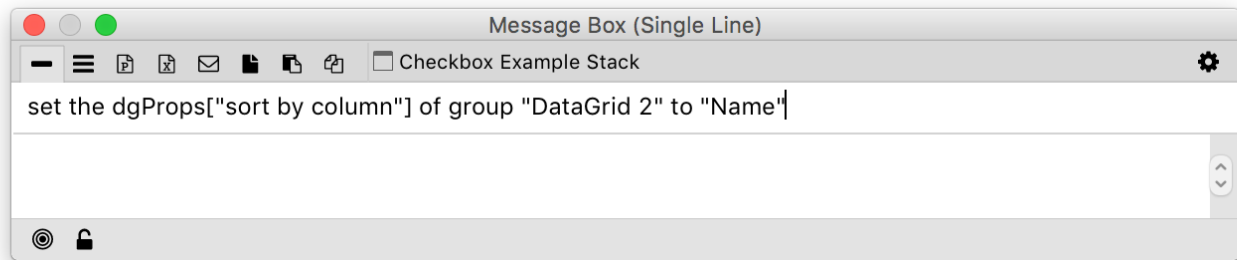 Message Box (Single Line)
Checkbox Example Stack
set the dgProps["sort by column"] of group "DataGrid 2" to "Name"